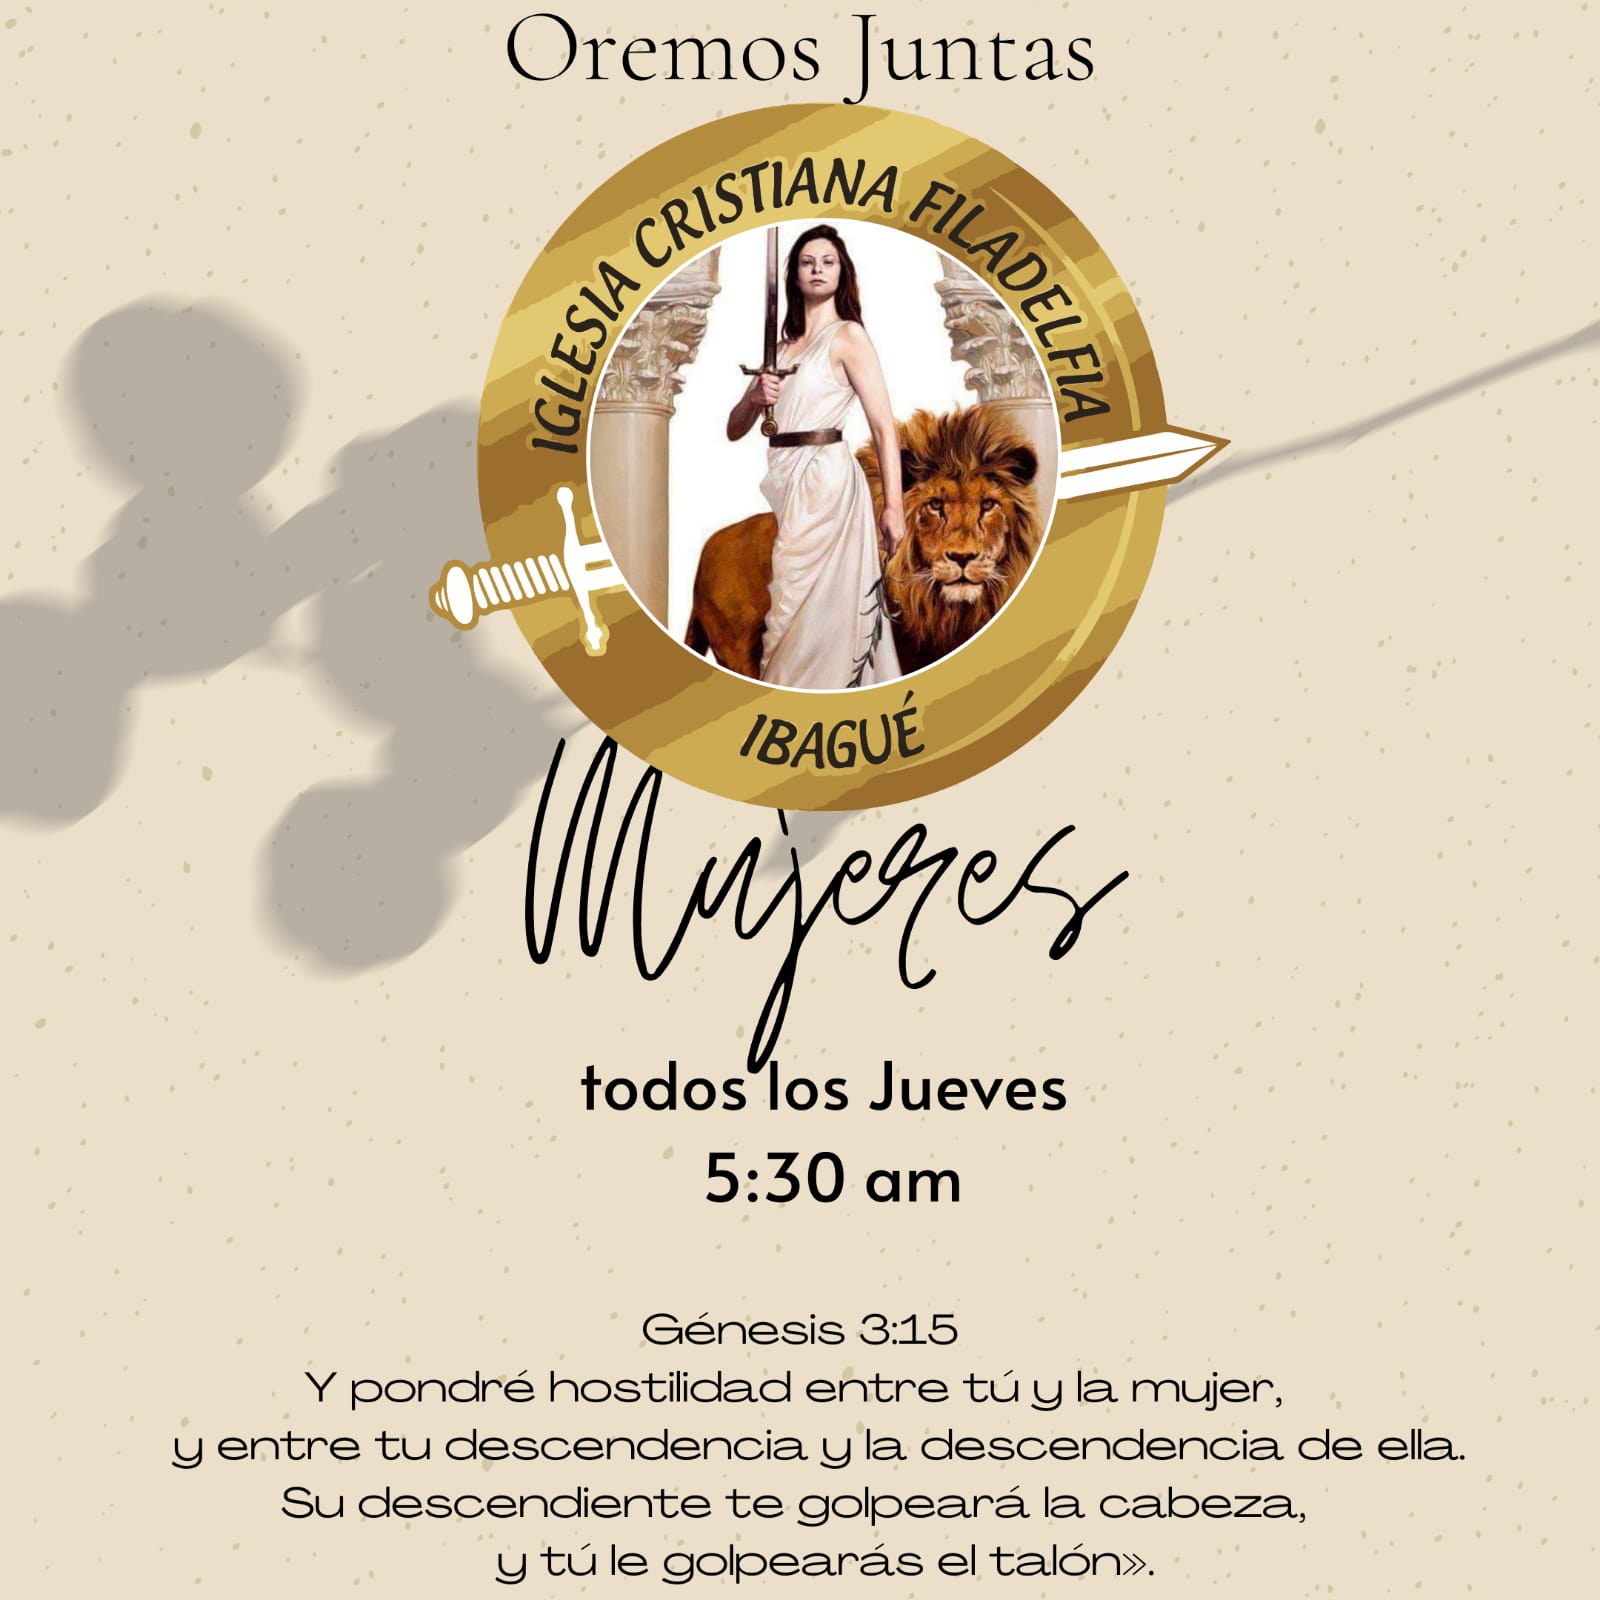 Oremos Juntas
IGLESIA CRISTIANA FILADELFIA
IBAGUÉ
Mujeres
todos los Jueves
5:30 am
Génesis 3:15
Y pondré hostilidad entre tú y la mujer,
y entre tu descendencia y la descendencia de ella.
Su descendiente te golpeará la cabeza,
y tú le golpearás el talón».